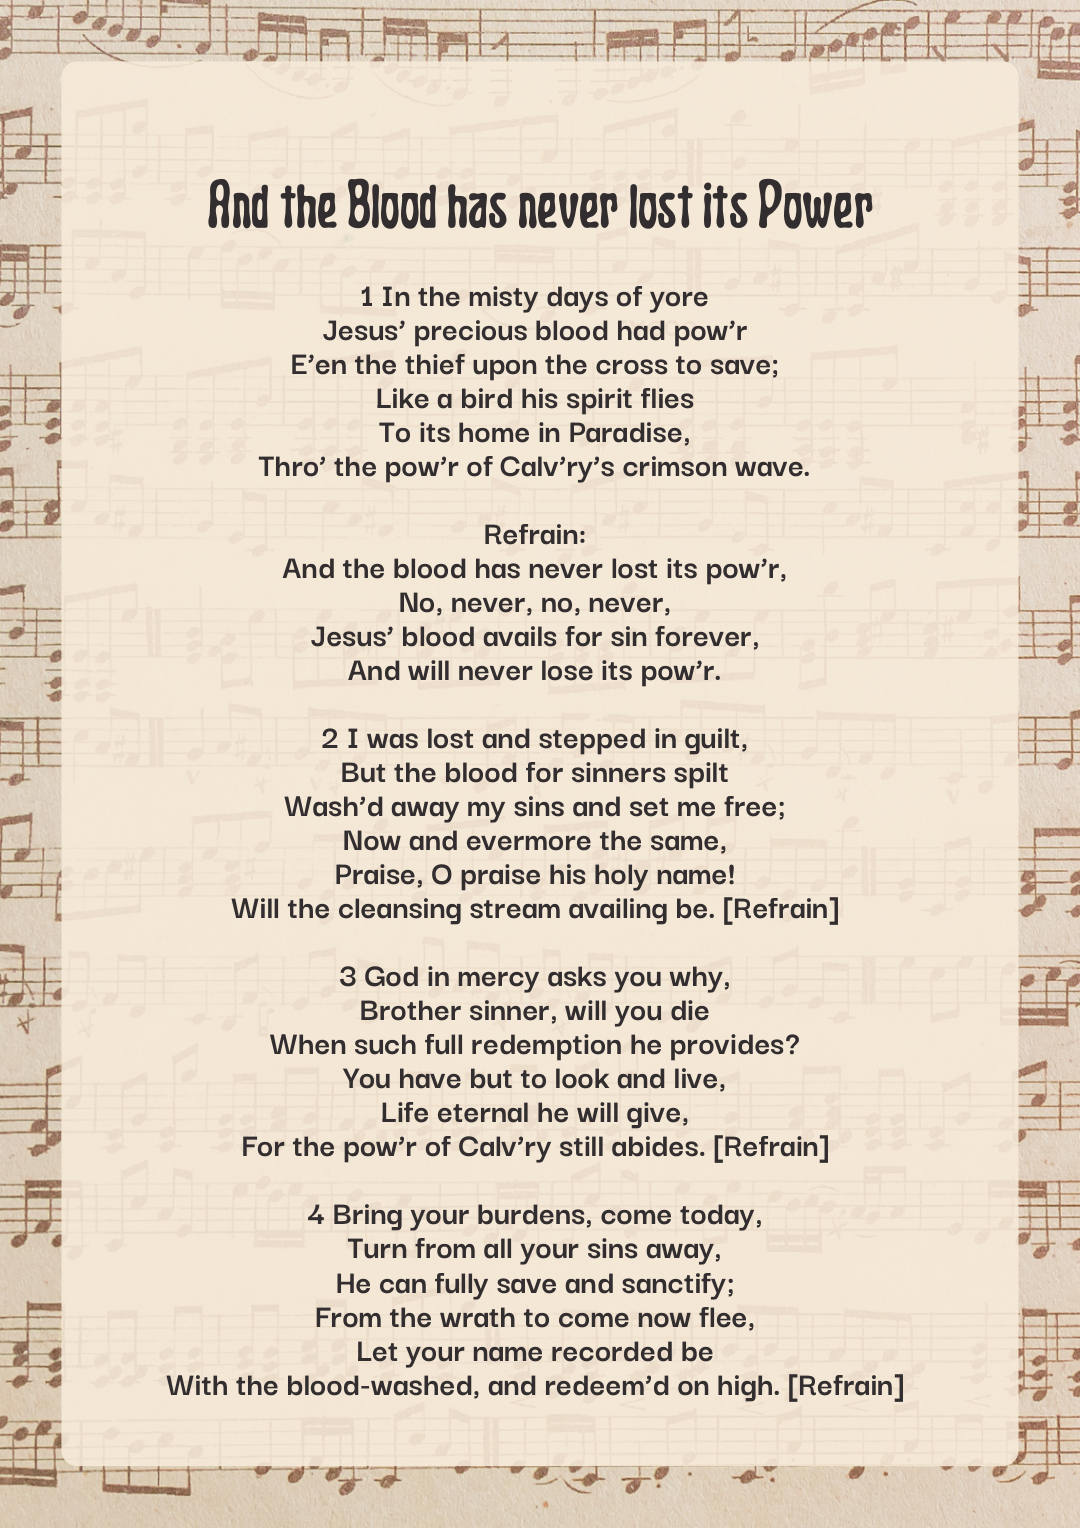 And the Blood has never lost its Power
1 In the misty days of yore
Jesus’ precious blood had pow’r
E’en the thief upon the cross to save;
Like a bird his spirit flies
To its home in Paradise,
Thro’ the pow’r of Calv’ry’s crimson wave.
Refrain:
And the blood has never lost its pow’r,
No, never, no, never,
Jesus’ blood avails for sin forever,
And will never lose its pow’r.
2 I was lost and stepped in guilt,
But the blood for sinners spilt
Wash’d away my sins and set me free;
Now and evermore the same,
Praise, O praise his holy name!
Will the cleansing stream availing be. [Refrain]
3 God in mercy asks you why,
Brother sinner, will you die
When such full redemption he provides?
You have but to look and live,
Life eternal he will give,
For the pow’r of Calv’ry still abides. [Refrain]
4 Bring your burdens, come today,
Turn from all your sins away,
He can fully save and sanctify;
From the wrath to come now flee,
Let your name recorded be
With the blood-washed, and redeem’d on high. [Refrain]